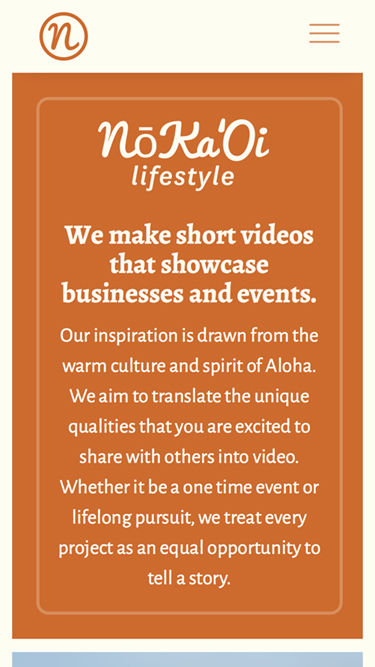 n
NōKa'Oi
lifestyle
We make short videos
that showcase
businesses and events.
Our inspiration is drawn from the
warm culture and spirit of Aloha.
We aim to translate the unique
qualities that you are excited to
share with others into video.
Whether it be a one time event or
lifelong pursuit, we treat every
project as an equal opportunity to
tell a story.